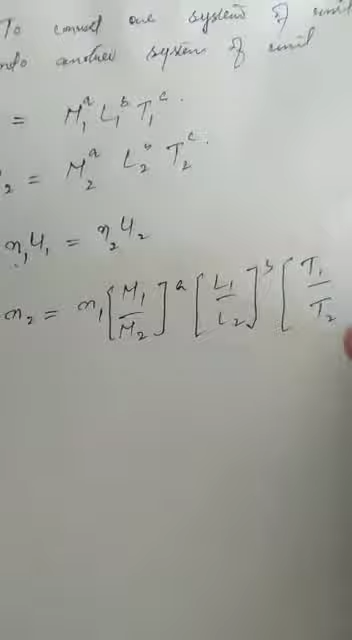 To convert one system of unit
into another system of unit
= M₁ᵃ L₁ᵇ T₁ᶜ.
₂ = M₂ᵃ L₂ᵇ T₂ᶜ.
n₁u₁ = n₂u₂
n₂ = n₁ [M₁/M₂]ᵃ [L₁/L₂]ᵇ [T₁/T₂